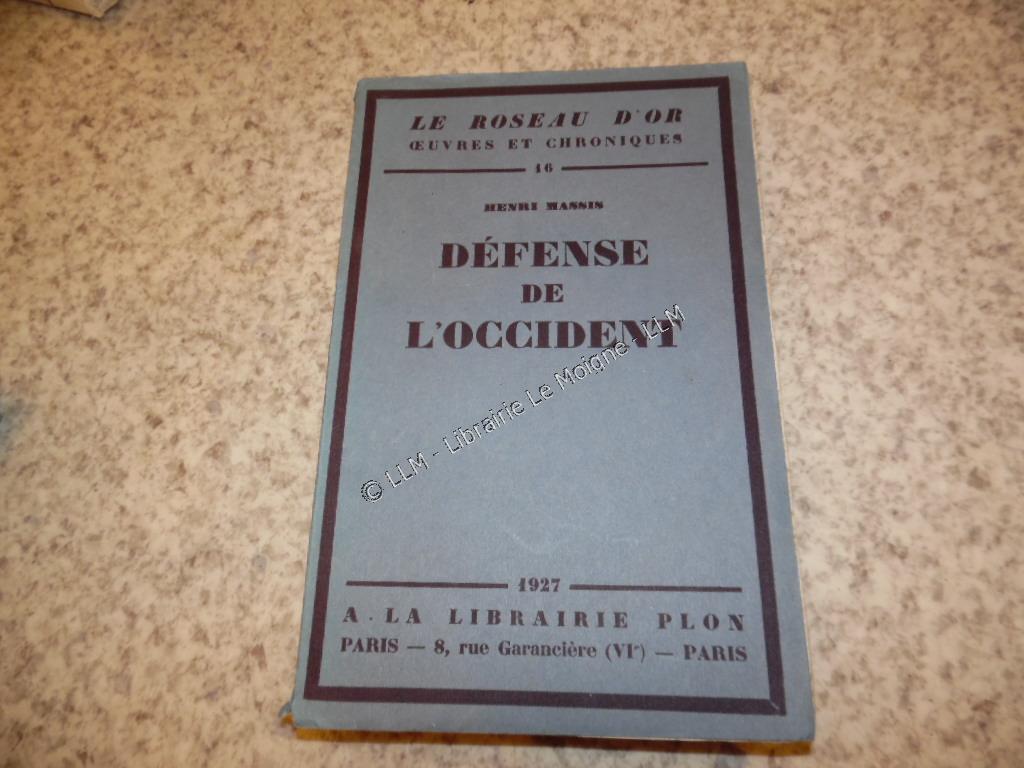 LE ROSEAU D'OR
ŒUVRES ET CHRONIQUES
16
HENRI MASSIS
DÉFENSE
DE
L'OCCIDENT
© LLM - Librairie Le Moigne - LLM
1927
A LA LIBRAIRIE PLON
PARIS — 8, rue Garancière (VIe) — PARIS